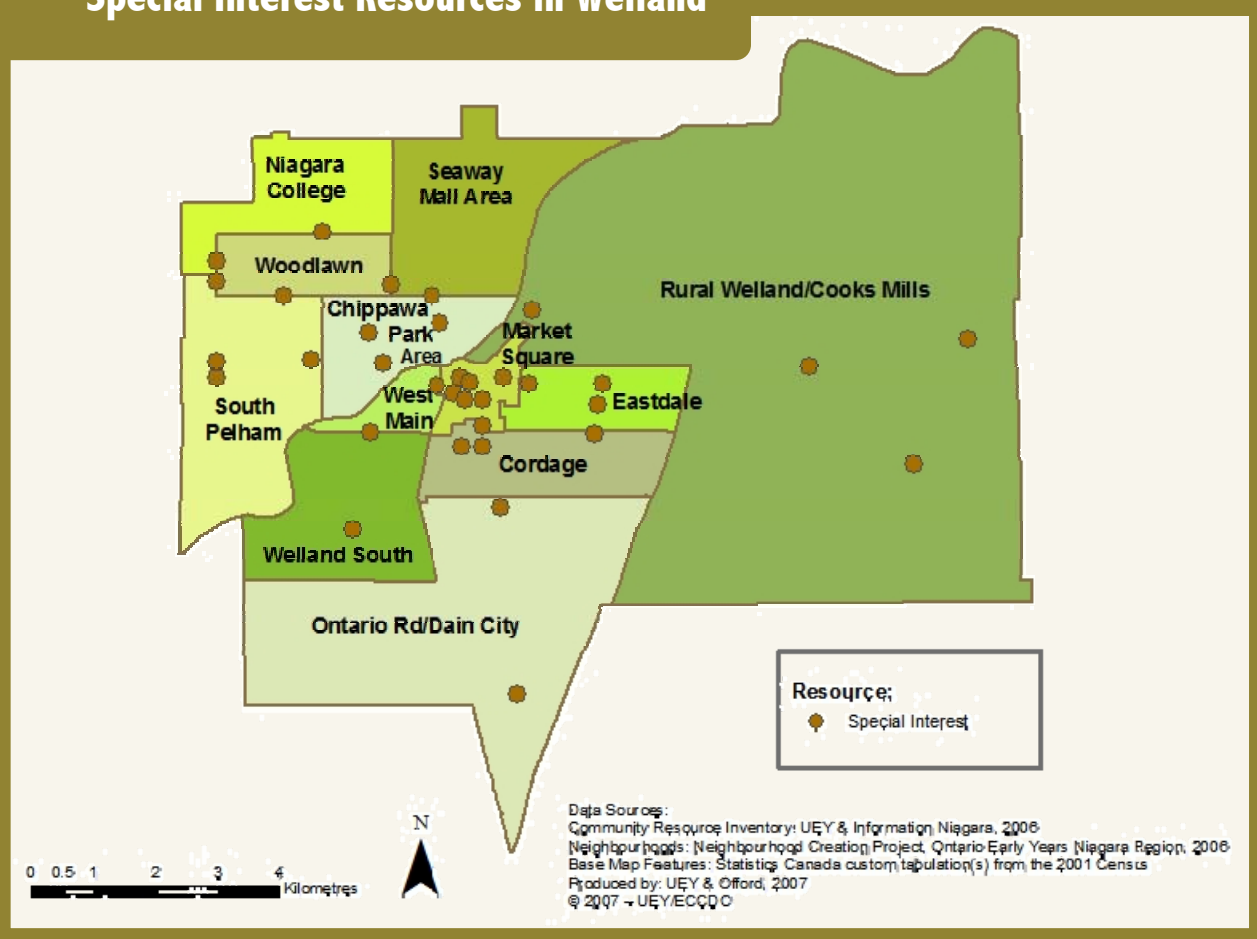 Special Interest Resources in Welland
Niagara
College
Seaway
Mall Area
Woodlawn
Rural Welland/Cooks Mills
Chippawa
Park
Area
Market
Square
West
Main
Eastdale
South
Pelham
Cordage
Welland South
Ontario Rd/Dain City
Resource;
Special Interest
N
0 0.5 1 2 3 4
Kilometres
Data Sources:
Community Resource Inventory: UEY & Information Niagara, 2006
Neighbourhoods: Neighbourhood Creation Project, Ontario Early Years Niagara Region, 2006
Base Map Features: Statistics Canada custom tabulation(s) from the 2001 Census
Produced by: UEY & Offord, 2007
© 2007 - UEY/ECCDC